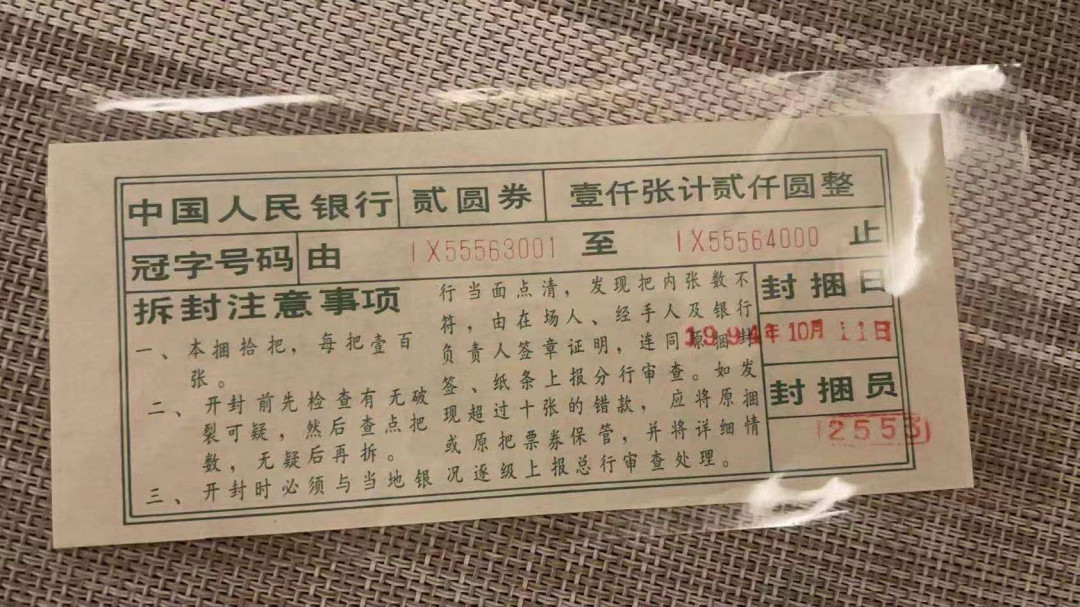 中国人民银行 贰圆券 壹仟张计贰仟圆整
冠字号码 由 IX55563001 至 IX55564000 止
拆封注意事项
一、本捆拾把，每把壹百
张。
二、开封前先检查有无破
裂可疑，然后查点把
数，无疑后再拆。
三、开封时必须与当地银
行当面点清，发现把内张数不
符，由在场人、经手人及银行
负责人签章证明，连同原捆封
签、纸条上报分行审查。如发
现超过十张的错款，应将原捆
或原把票券保管，并将详细情
况逐级上报总行审查处理。
封捆日
1994年10月11日
封捆员
2553